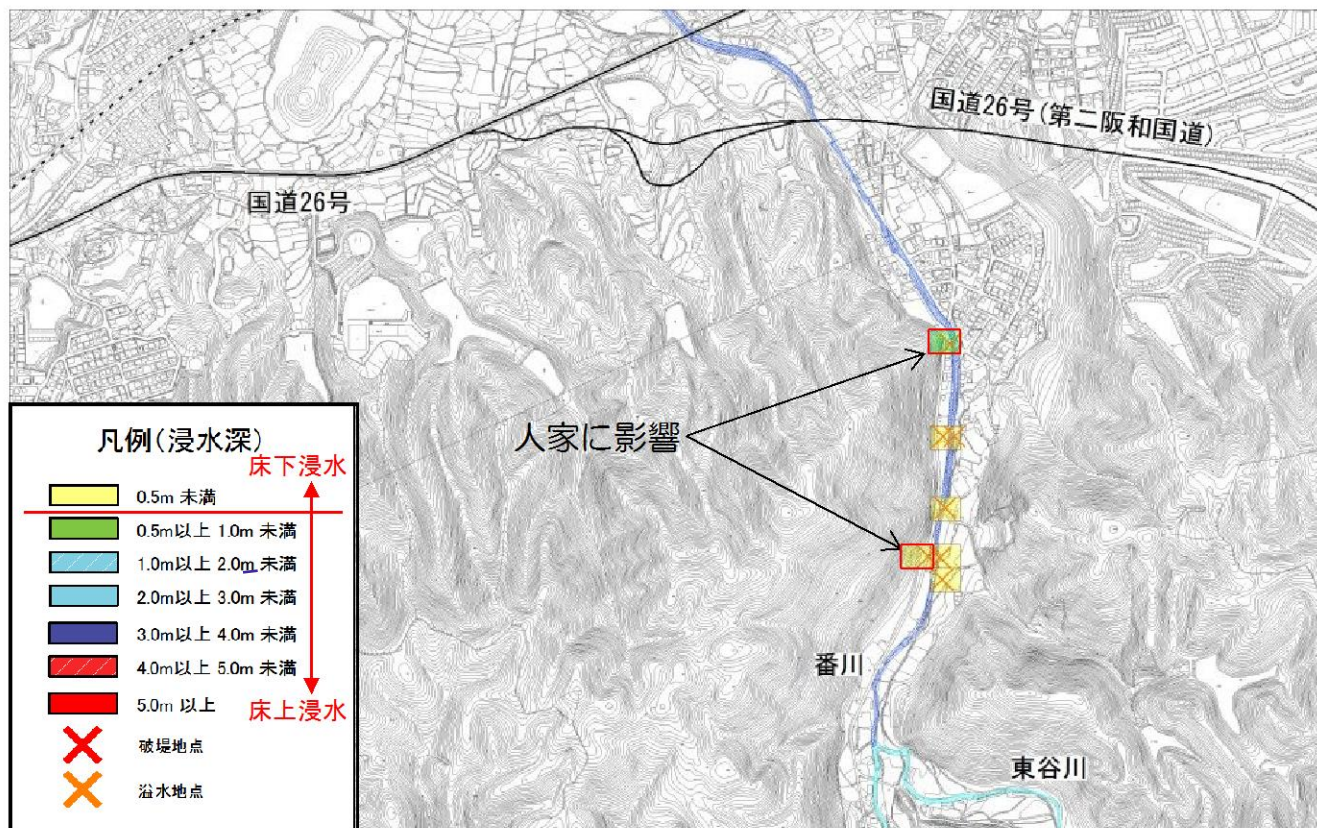 国道26号(第二阪和国道)
国道26号
人家に影響
凡例(浸水深)
床下浸水
0.5m 未満
0.5m以上 1.0m 未満
1.0m以上 2.0m 未満
2.0m以上 3.0m 未満
3.0m以上 4.0m 未満
4.0m以上 5.0m 未満
5.0m 以上
床上浸水
破堤地点
溢水地点
番川
東谷川